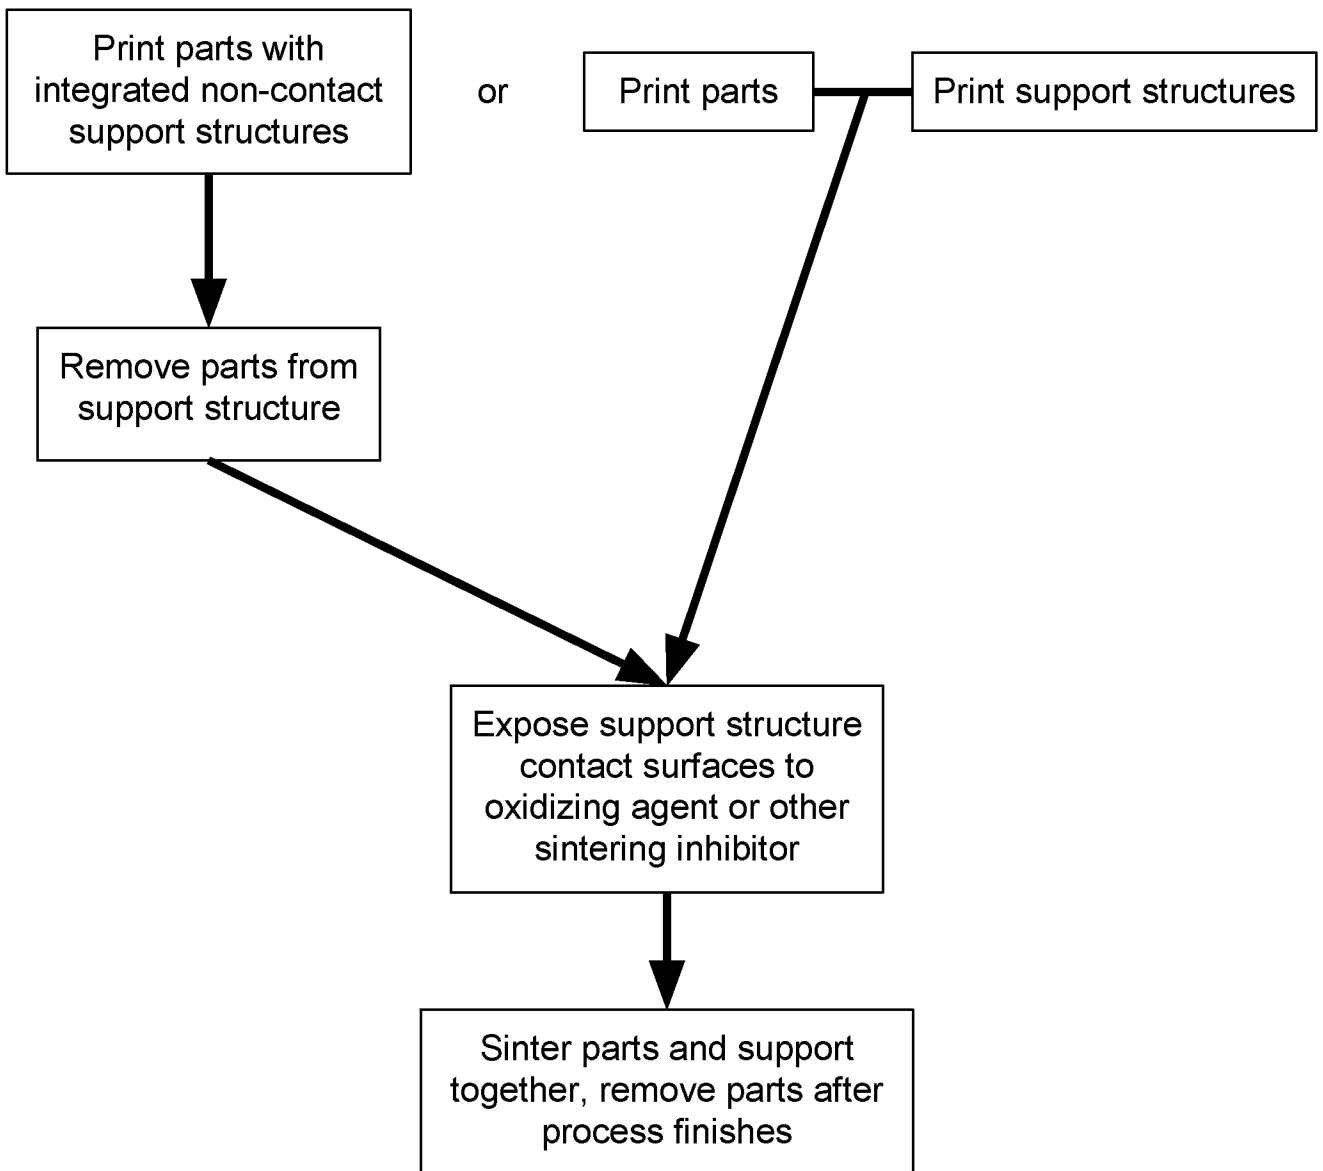 Print parts with
integrated non-contact
support structures
or
Print parts
Print support structures
Remove parts from
support structure
Expose support structure
contact surfaces to
oxidizing agent or other
sintering inhibitor
Sinter parts and support
together, remove parts after
process finishes